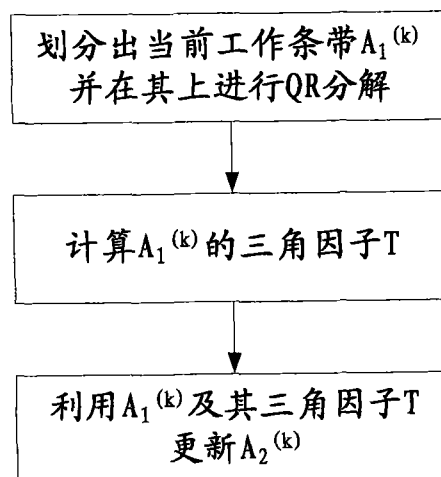 划分出当前工作条带A₁⁽ᵏ⁾
并在其上进行QR分解
计算A₁⁽ᵏ⁾的三角因子T
利用A₁⁽ᵏ⁾及其三角因子T
更新A₂⁽ᵏ⁾